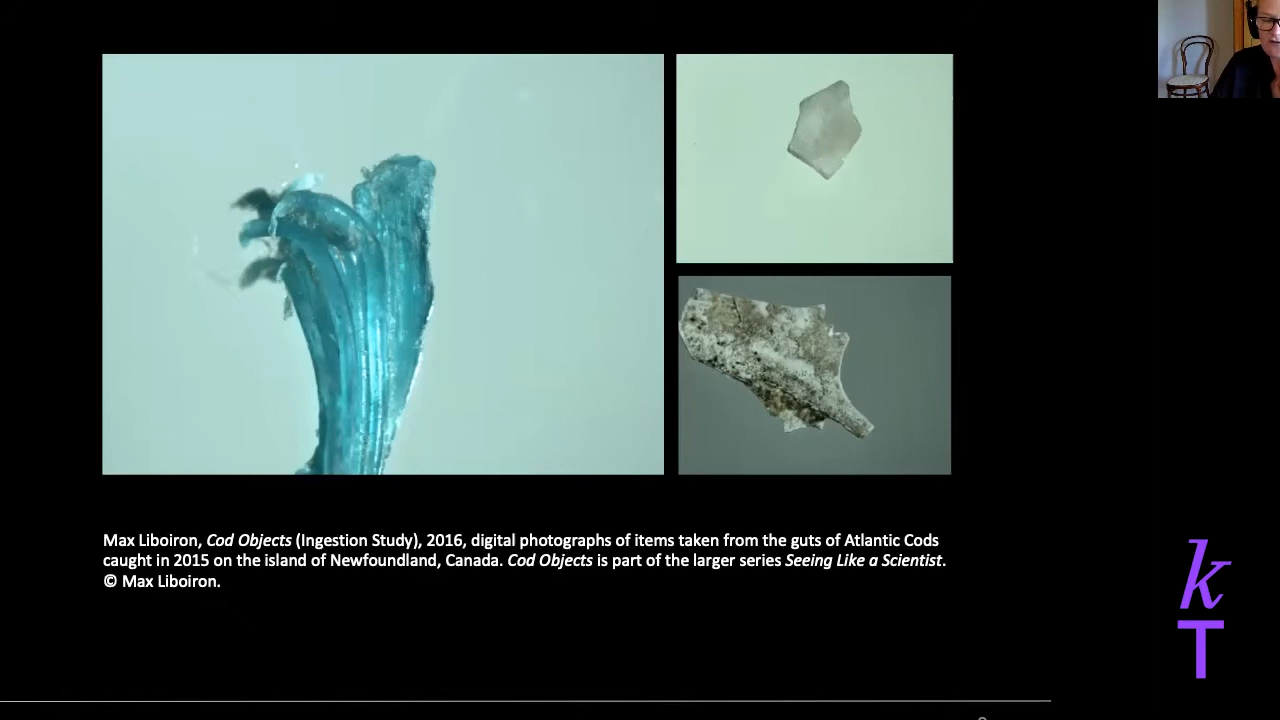 Max Liboiron, Cod Objects (Ingestion Study), 2016, digital photographs of items taken from the guts of Atlantic Cods
caught in 2015 on the island of Newfoundland, Canada. Cod Objects is part of the larger series Seeing Like a Scientist.
© Max Liboiron.
k
T